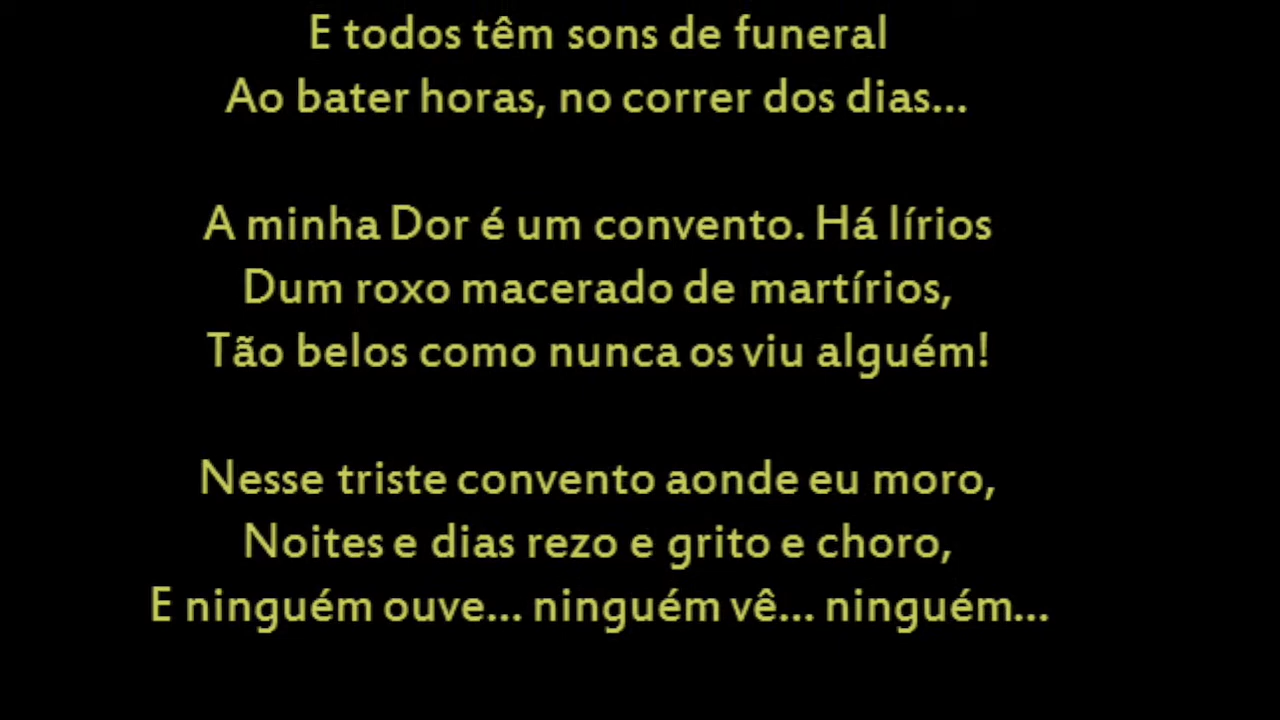 E todos têm sons de funeral
Ao bater horas, no correr dos dias...
A minha Dor é um convento. Há lírios
Dum roxo macerado de martírios,
Tão belos como nunca os viu alguém!
Nesse triste convento aonde eu moro,
Noites e dias rezo e grito e choro,
E ninguém ouve... ninguém vê... ninguém...